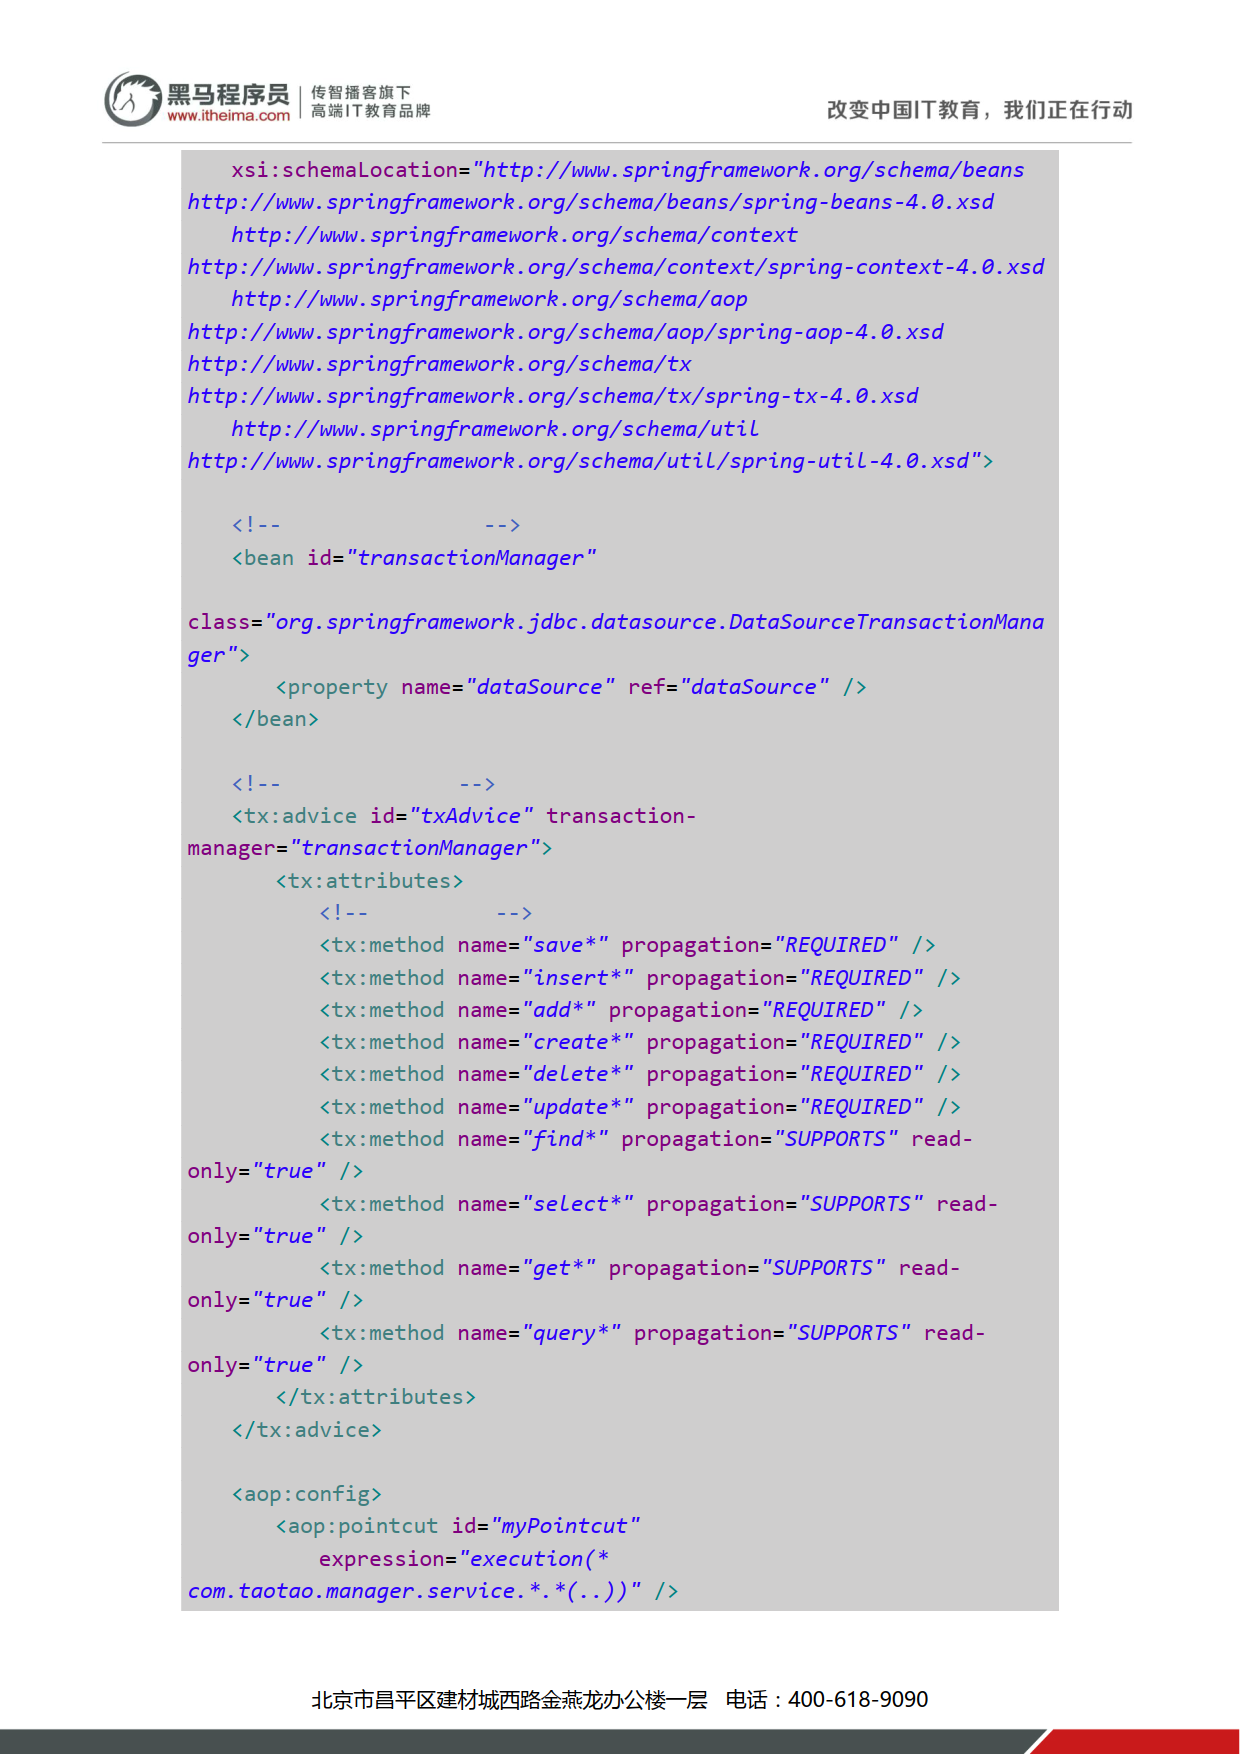 黑马程序员
www.itheima.com
传智播客旗下
高端IT教育品牌
改变中国IT教育，我们正在行动
xsi:schemaLocation="http://www.springframework.org/schema/beans
http://www.springframework.org/schema/beans/spring-beans-4.0.xsd
http://www.springframework.org/schema/context
http://www.springframework.org/schema/context/spring-context-4.0.xsd
http://www.springframework.org/schema/aop
http://www.springframework.org/schema/aop/spring-aop-4.0.xsd
http://www.springframework.org/schema/tx
http://www.springframework.org/schema/tx/spring-tx-4.0.xsd
http://www.springframework.org/schema/util
http://www.springframework.org/schema/util/spring-util-4.0.xsd">
<!-- -->
<bean id="transactionManager"
class="org.springframework.jdbc.datasource.DataSourceTransactionMana
ger">
<property name="dataSource" ref="dataSource" />
</bean>
<!-- -->
<tx:advice id="txAdvice" transaction-
manager="transactionManager">
<tx:attributes>
<!-- -->
<tx:method name="save*" propagation="REQUIRED" />
<tx:method name="insert*" propagation="REQUIRED" />
<tx:method name="add*" propagation="REQUIRED" />
<tx:method name="create*" propagation="REQUIRED" />
<tx:method name="delete*" propagation="REQUIRED" />
<tx:method name="update*" propagation="REQUIRED" />
<tx:method name="find*" propagation="SUPPORTS" read-
only="true" />
<tx:method name="select*" propagation="SUPPORTS" read-
only="true" />
<tx:method name="get*" propagation="SUPPORTS" read-
only="true" />
<tx:method name="query*" propagation="SUPPORTS" read-
only="true" />
</tx:attributes>
</tx:advice>
<aop:config>
<aop:pointcut id="myPointcut"
expression="execution(*
com.taotao.manager.service.*.*(..))" />
北京市昌平区建材城西路金燕龙办公楼一层 电话：400-618-9090